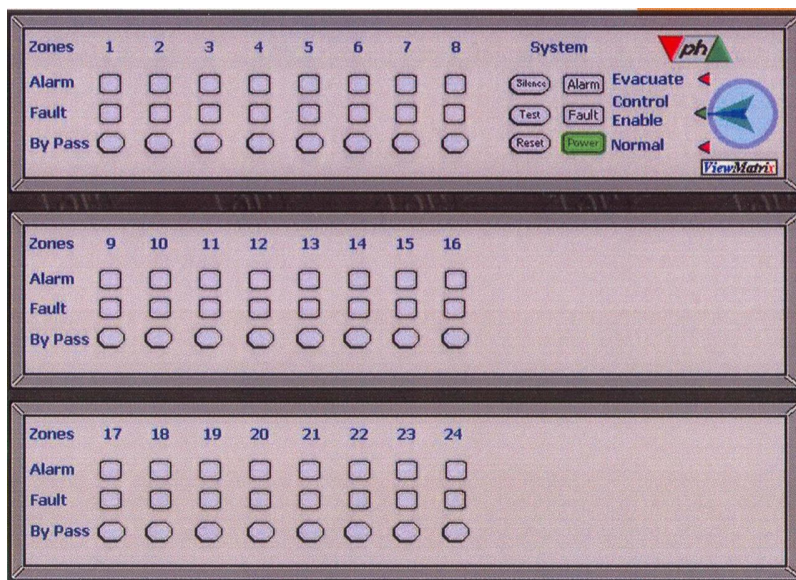 Zones 1 2 3 4 5 6 7 8 System ph
Alarm Silence Alarm Evacuate
Fault Test Fault Control Enable
By Pass Reset Power Normal
ViewMatrix
Zones 9 10 11 12 13 14 15 16
Alarm
Fault
By Pass
Zones 17 18 19 20 21 22 23 24
Alarm
Fault
By Pass